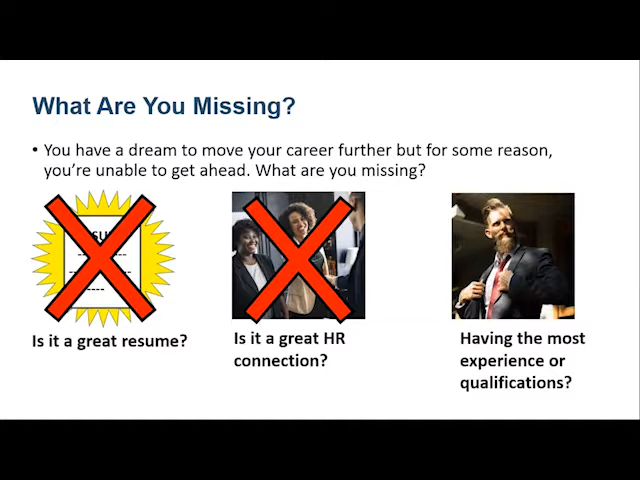 What Are You Missing?
• You have a dream to move your career further but for some reason,
you're unable to get ahead. What are you missing?
Is it a great resume?
Is it a great HR
connection?
Having the most
experience or
qualifications?